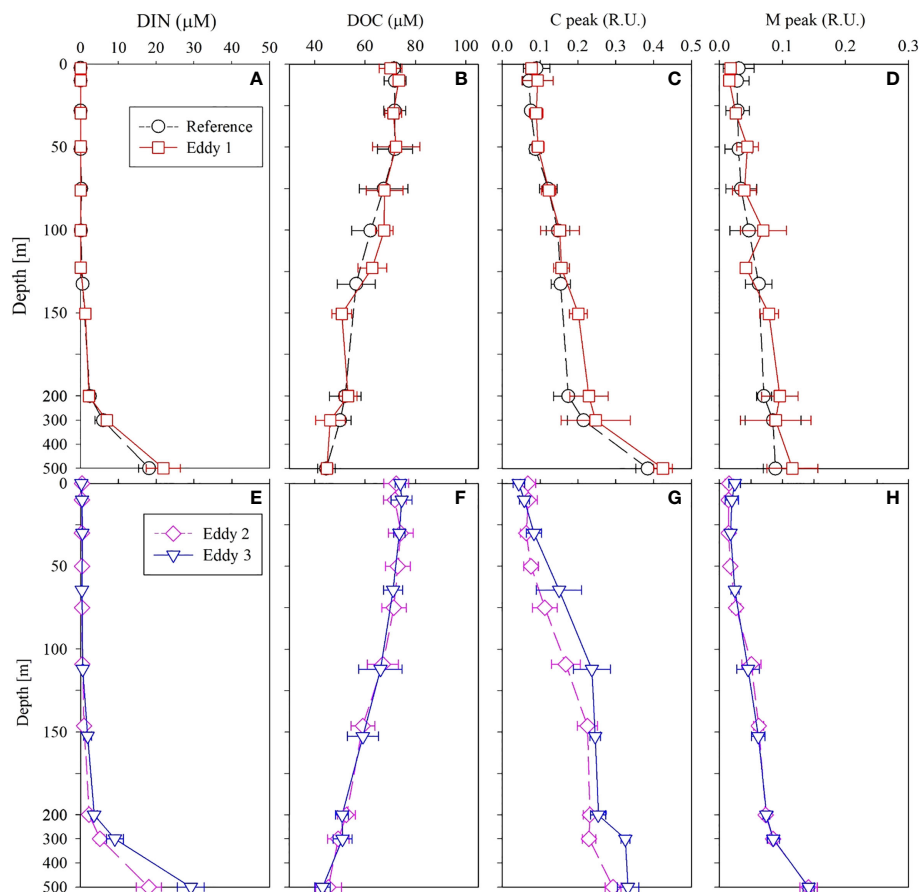 DIN (μM)
DOC (μM)
C peak (R.U.)
M peak (R.U.)
0 10 20 30 40 50
40 60 80 100
0.0 0.1 0.2 0.3 0.4 0.5
0.0 0.1 0.2 0.3
A
B
C
D
Reference
Eddy 1
Depth [m]
0
50
100
150
200
300
400
500
E
F
G
H
Eddy 2
Eddy 3
Depth [m]
0
50
100
150
200
300
400
500